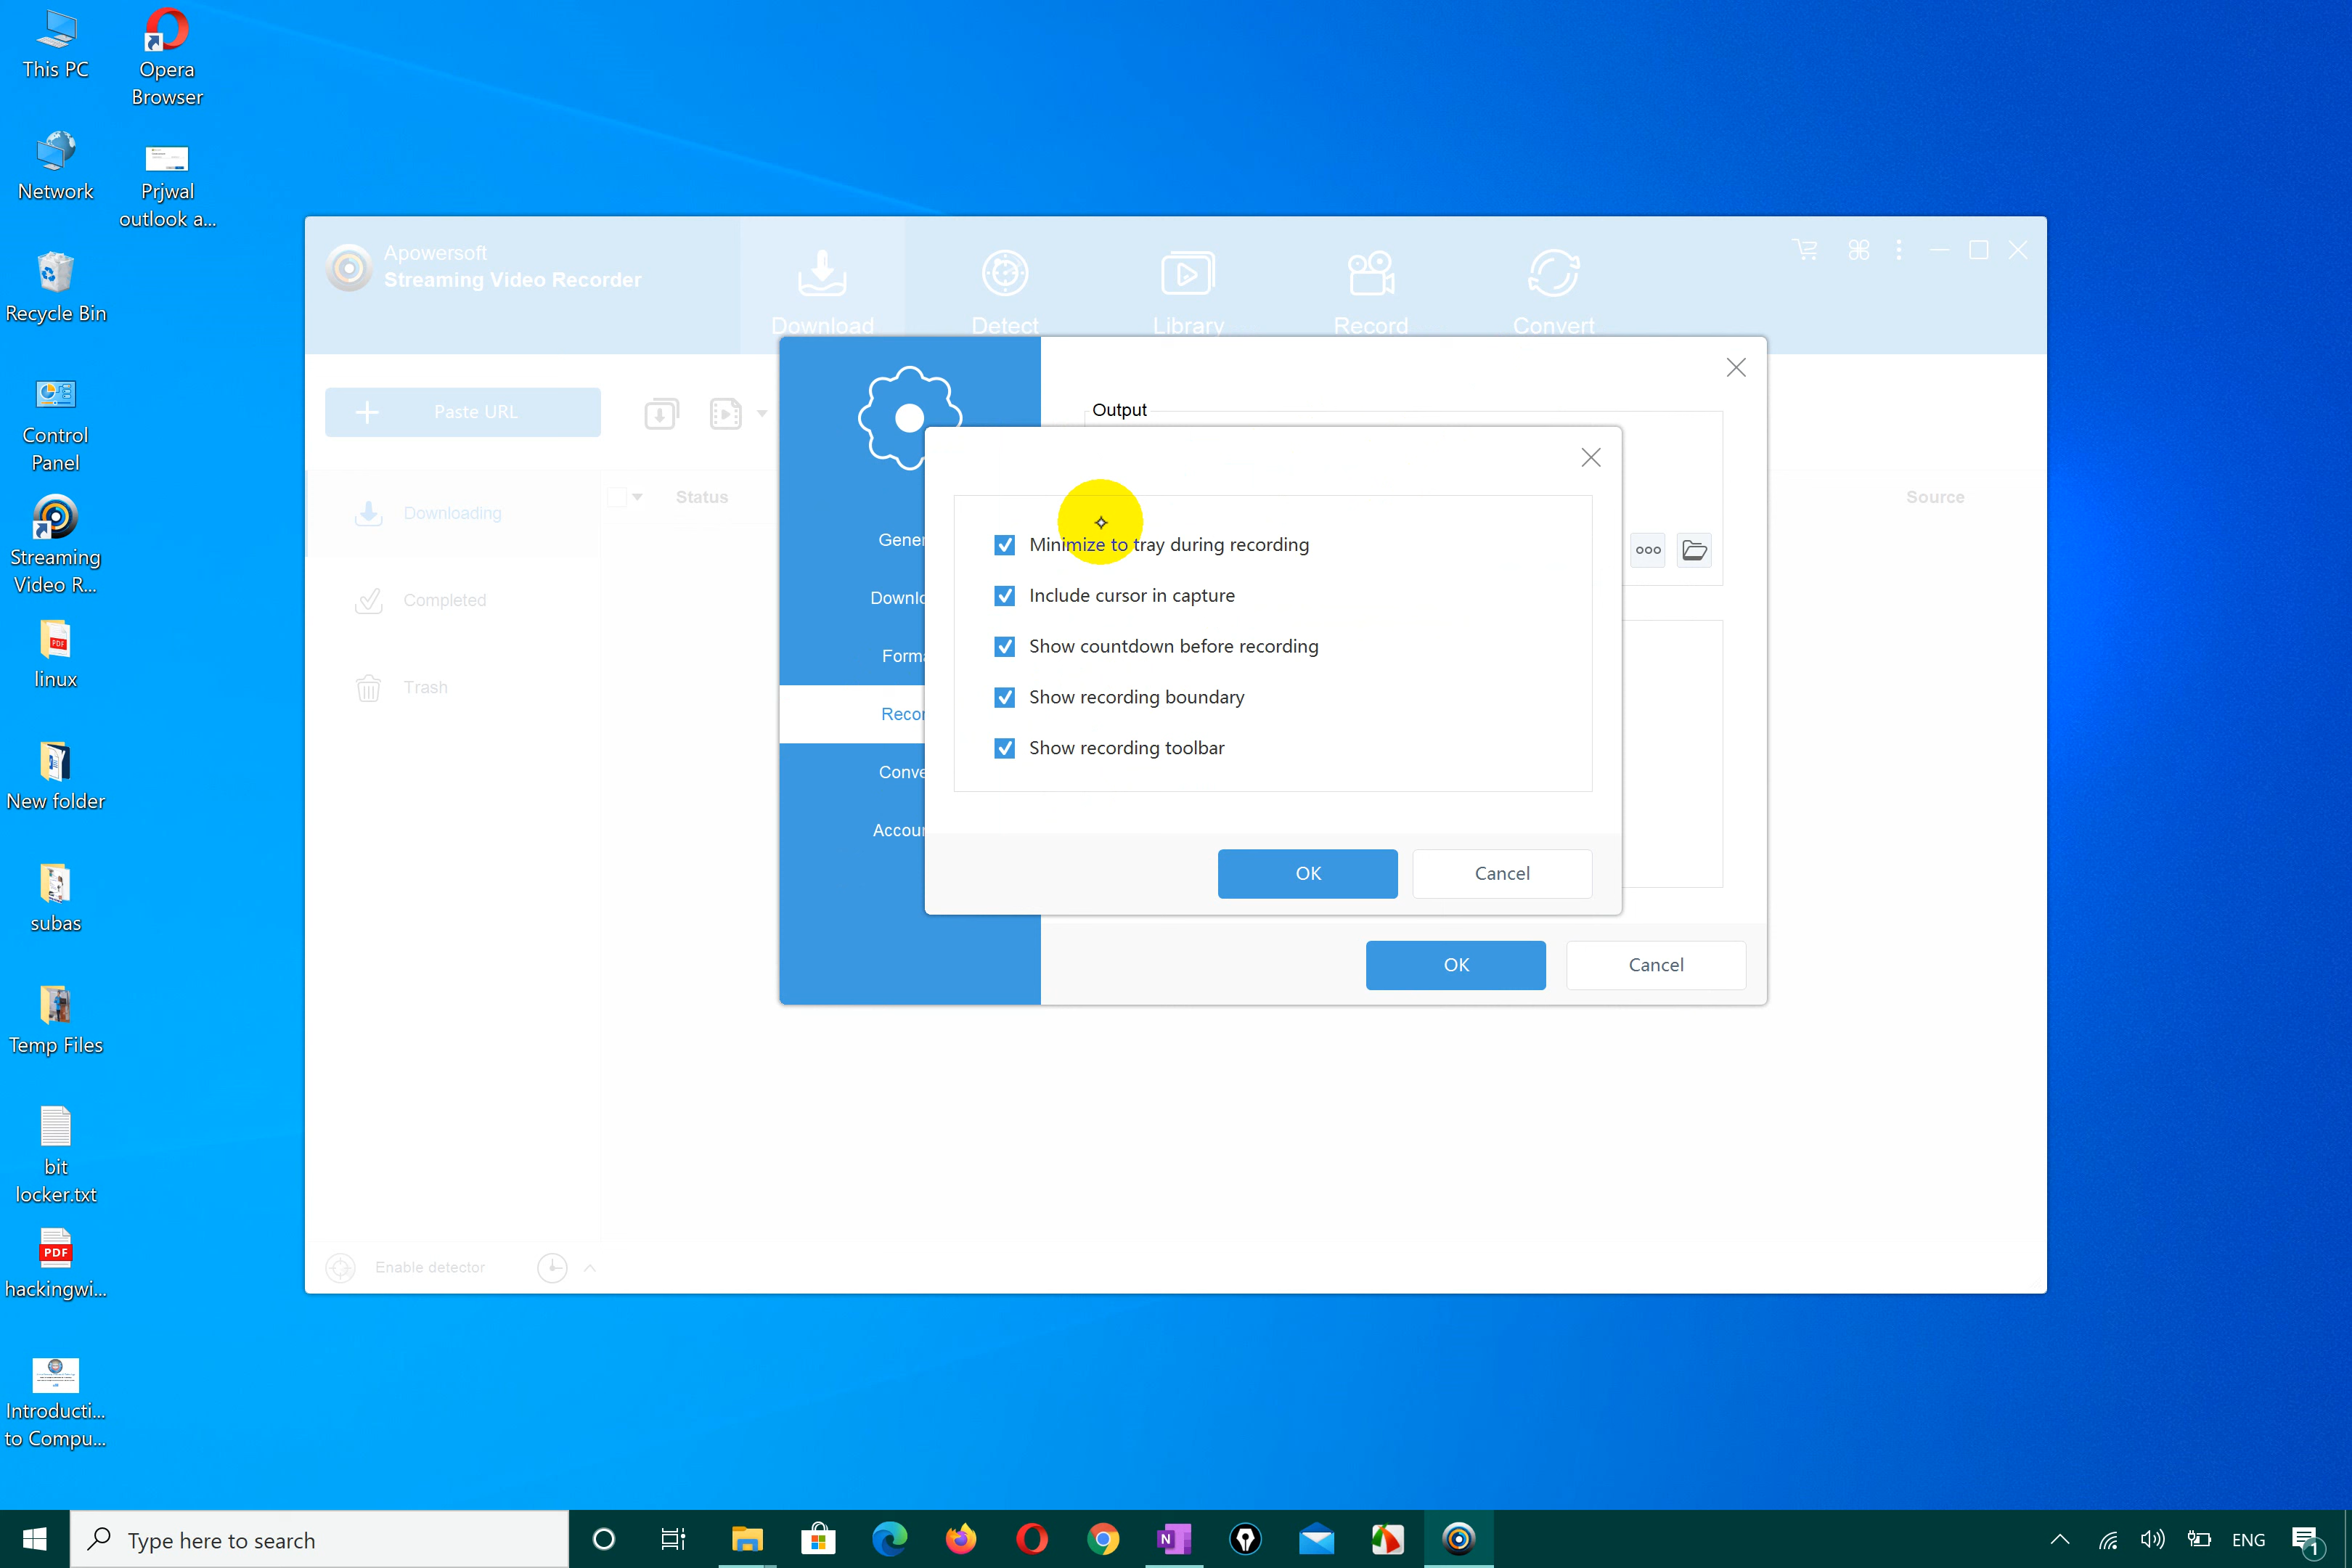 This PC
Opera
Browser
Network
Prjwal
outlook a...
Recycle Bin
Control
Panel
Streaming
Video R...
linux
New folder
subas
Temp Files
bit
locker.txt
PDF
hackingwi...
Introducti...
to Compu...
Apowersoft
Streaming Video Recorder
Download
Detect
Library
Record
Convert
Paste URL
Status
Source
Downloading
Completed
Trash
Enable detector
Output
Gener
Downlo
Forma
Recor
Conve
Accoun
Minimize to tray during recording
Include cursor in capture
Show countdown before recording
Show recording boundary
Show recording toolbar
OK
Cancel
OK
Cancel
Type here to search
N
ENG
1